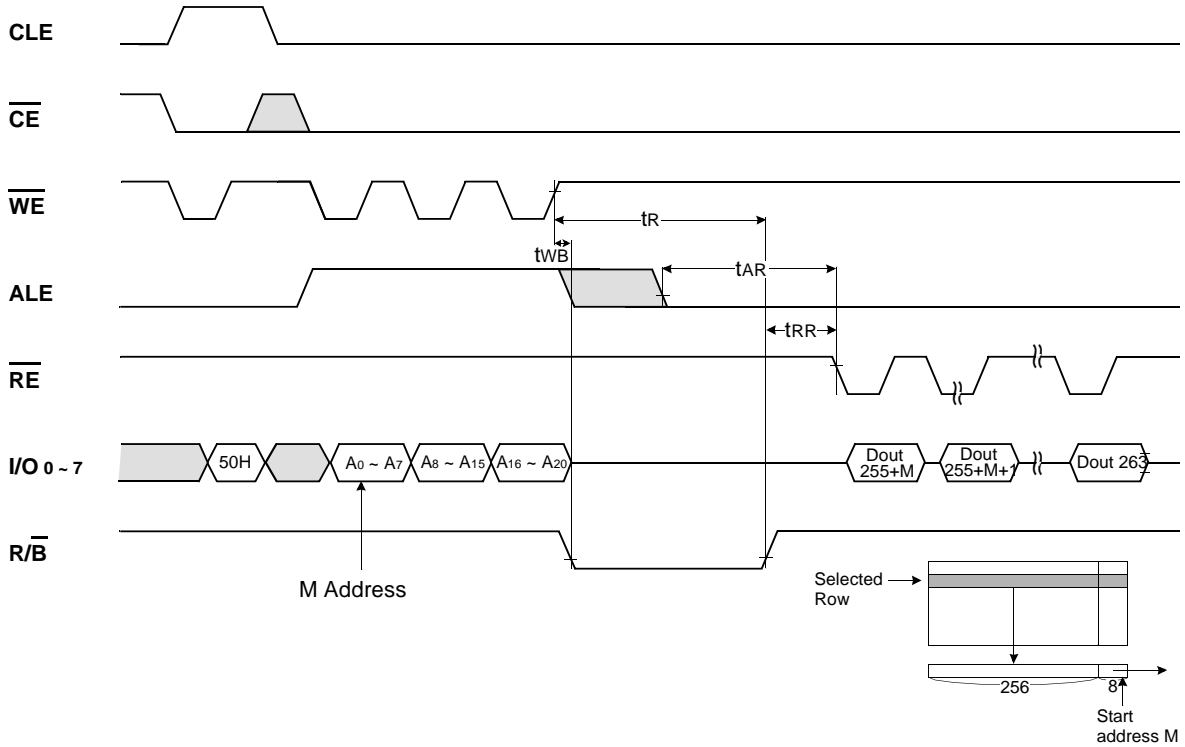 CLE
CE
WE
tR
tWB
ALE
tAR
tRR
RE
I/O 0 ~ 7
50H
A0 ~ A7
A8 ~ A15
A16 ~ A20
Dout
255+M
Dout
255+M+1
Dout 263
R/B
M Address
Selected
Row
256
8
Start
address M